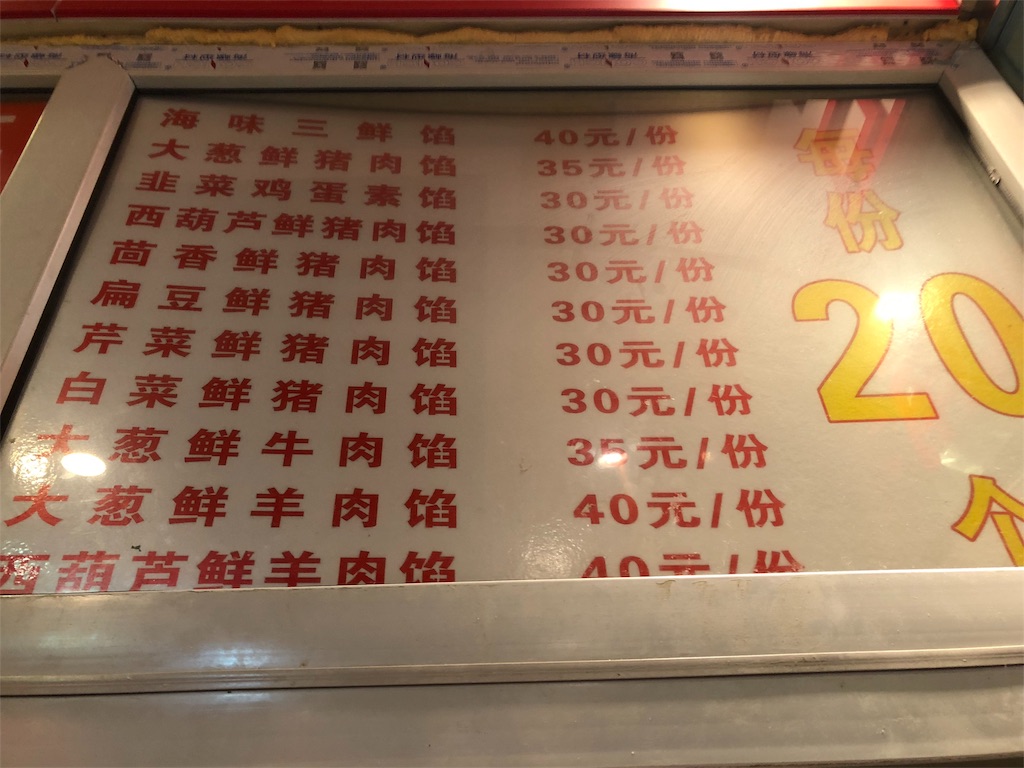 海味三鲜馅 40元/份
大葱鲜猪肉馅 35元/份
韭菜鸡蛋素馅 30元/份
西葫芦鲜猪肉馅 30元/份
茴香鲜猪肉馅 30元/份
扁豆鲜猪肉馅 30元/份
芹菜鲜猪肉馅 30元/份
白菜鲜猪肉馅 30元/份
大葱鲜牛肉馅 35元/份
大葱鲜羊肉馅 40元/份
西葫芦鲜羊肉馅 40元/份
每份
20
个